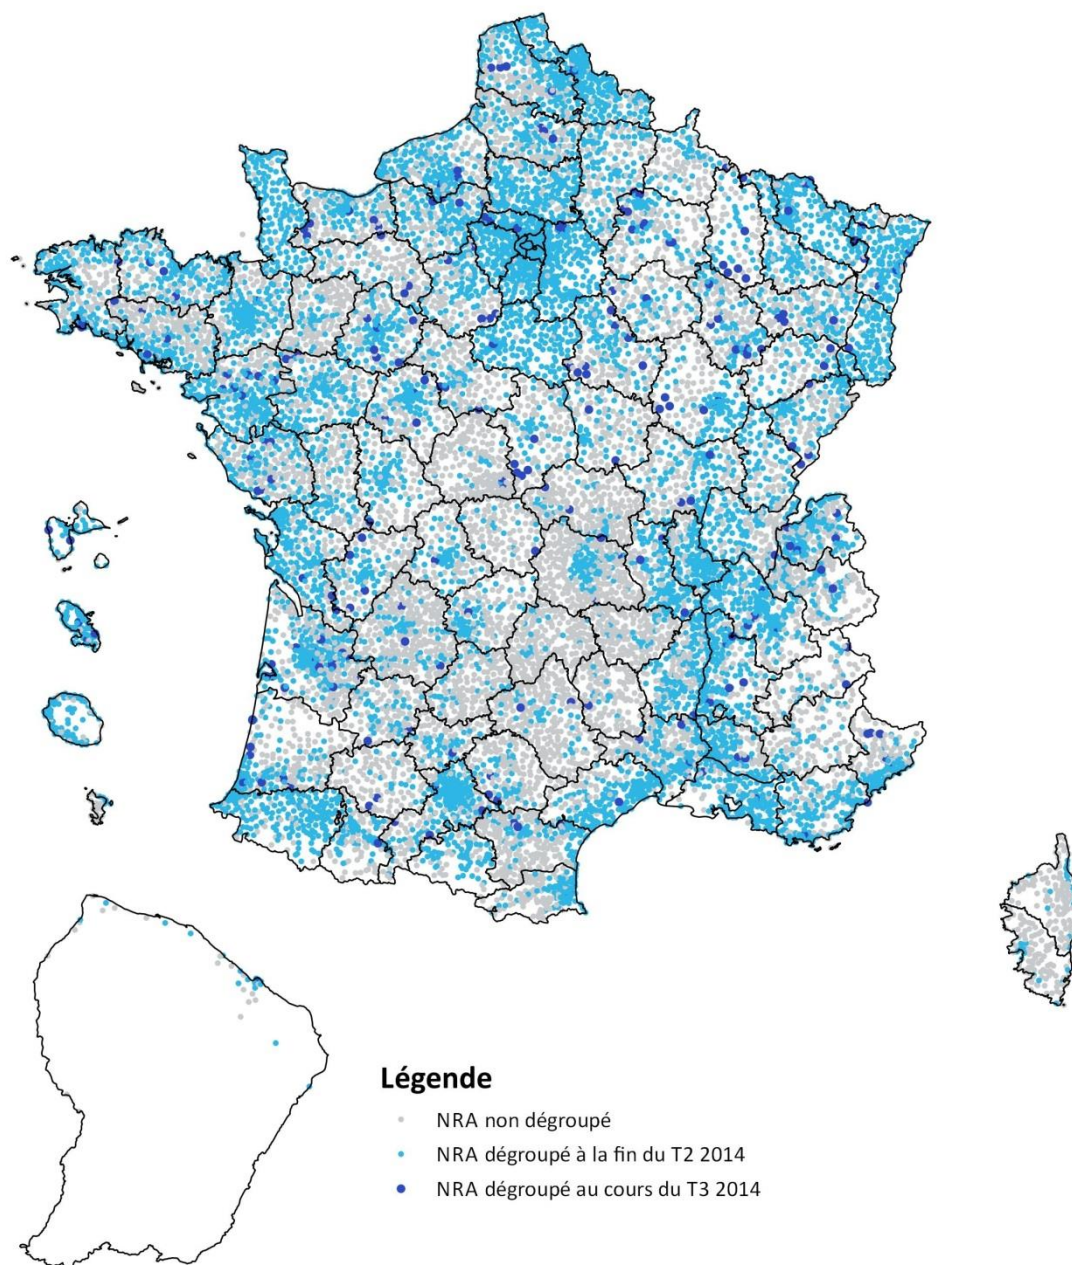 Légende
NRA non dégroupé
NRA dégroupé à la fin du T2 2014
NRA dégroupé au cours du T3 2014